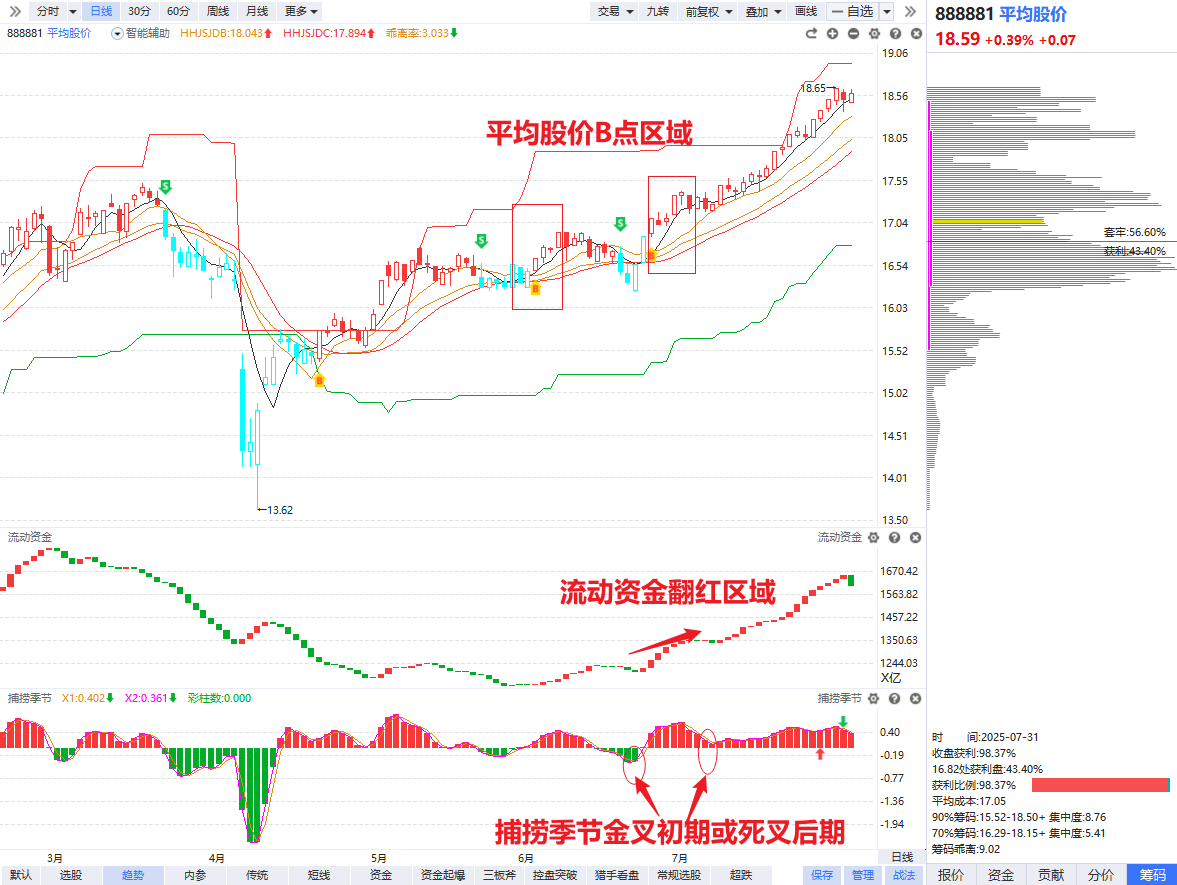 分时 日线 30分 60分 周线 月线 更多 交易 九转 前复权 叠加 画线 一自选
888881 平均股价
888881 平均股价 智能辅助 HHJSJDB:18.043 HHJSJDC:17.894 乖离率:3.033
18.59 +0.39% +0.07
19.06
18.65
18.56
平均股价B点区域
18.05
S
17.55
S
S
17.04
套牢:56.60%
B
获利:43.40%
16.54
B
16.03
15.52
B
15.02
14.51
14.01
13.62
13.50
流动资金 流动资金
1670.42
流动资金翻红区域
1563.82
1457.22
1350.63
1244.03
X亿
捕捞季节 X1:0.402 X2:0.361 彩柱数:0.000 捕捞季节
0.40
-0.19
-0.77
-1.36
-1.94
捕捞季节金叉初期或死叉后期
时 间:2025-07-31
收盘获利:98.37%
16.82处获利盘:43.40%
获利比例:98.37%
平均成本:17.05
90%筹码:15.52-18.50+ 集中度:8.76
70%筹码:16.29-18.15+ 集中度:5.41
筹码乖离:9.02
3月 4月 5月 6月 7月 日线
默认 选股 趋势 内参 传统 短线 资金 资金起爆 三板斧 控盘突破 猎手看盘 常规选股 超跌 保存 管理 战法
报价 资金 贡献 分价 筹码